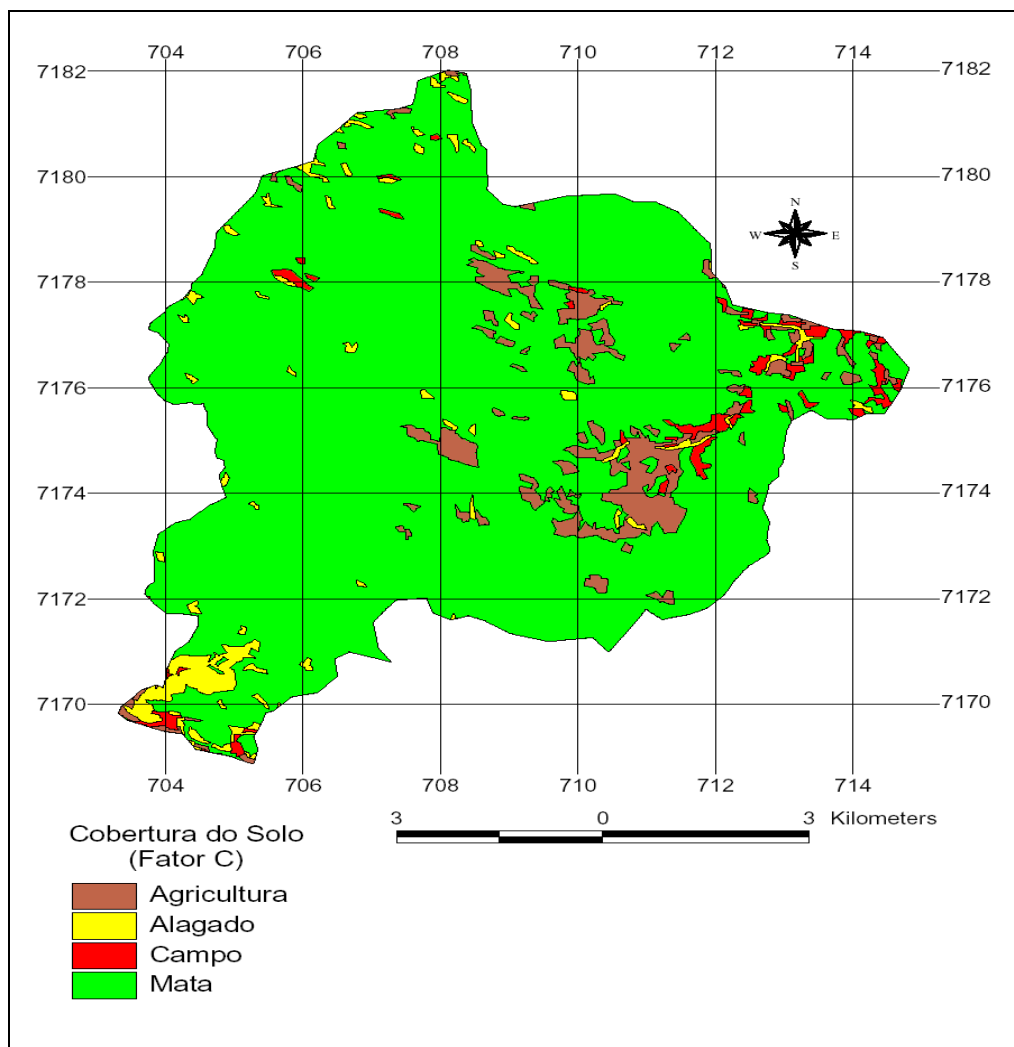 704 706 708 710 712 714
7182 7182
7180 7180
N
W E
S
7178 7178
7176 7176
7174 7174
7172 7172
7170 7170
704 706 708 710 712 714
3 0 3 Kilometers
Cobertura do Solo
(Fator C)
Agricultura
Alagado
Campo
Mata